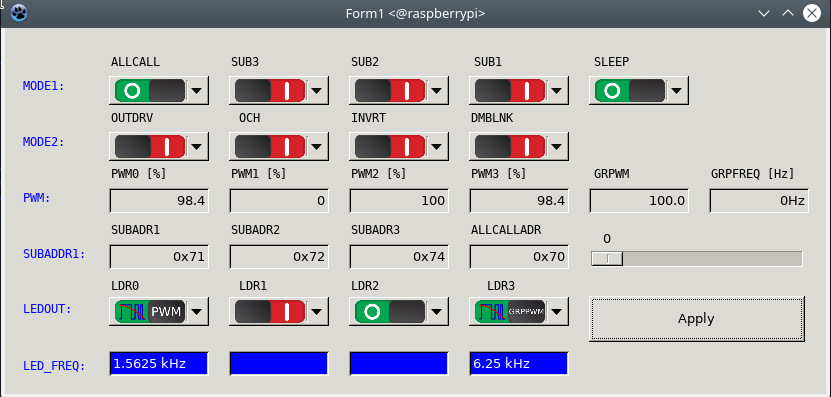 Form1 <@raspberrypi>
ALLCALL SUB3 SUB2 SUB1 SLEEP
MODE1:
OUTDRV OCH INVRT DMBLNK
MODE2:
PWM0 [%] PWM1 [%] PWM2 [%] PWM3 [%] GRPWM GRPFREQ [Hz]
PWM: 98.4 0 100 98.4 100.0 0Hz
SUBADR1 SUBADR2 SUBADR3 ALLCALLADR 0
SUBADDR1: 0x71 0x72 0x74 0x70
LDR0 LDR1 LDR2 LDR3
LEDOUT: PWM GRPPWM Apply
LED_FREQ: 1.5625 kHz 6.25 kHz